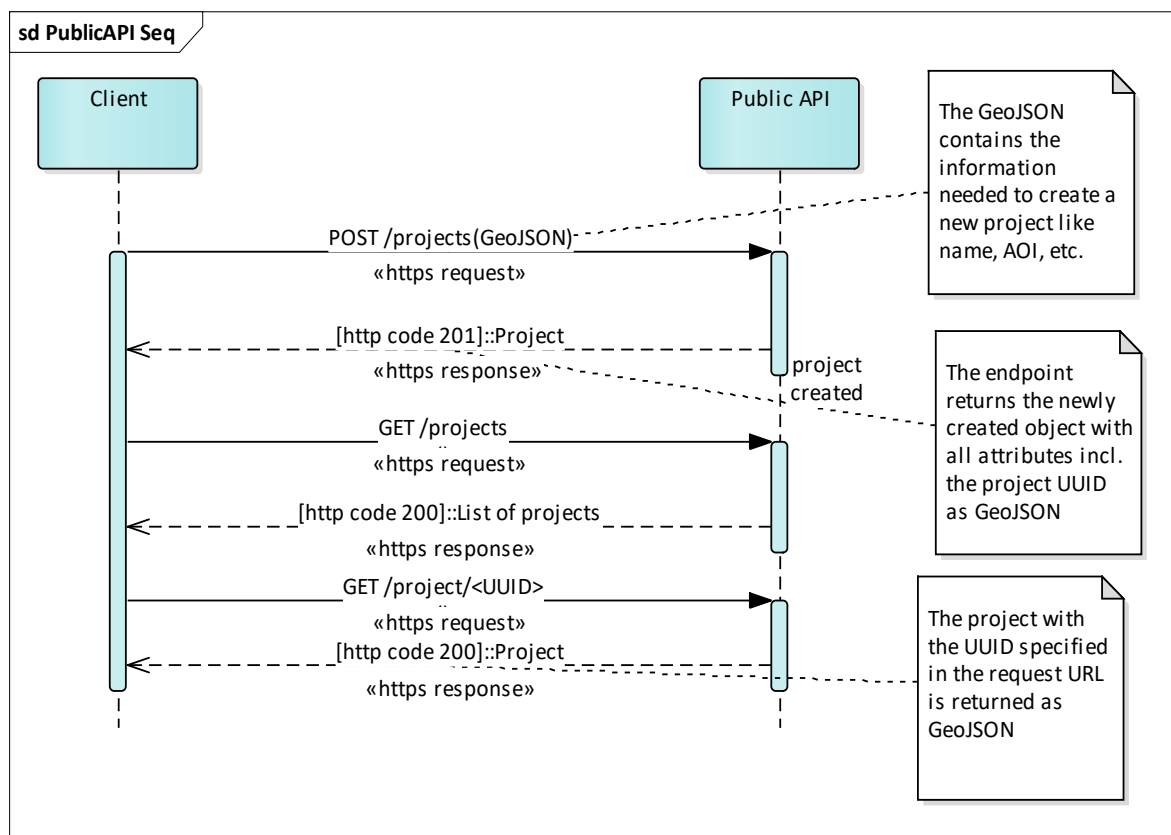 sd PublicAPI Seq
Client
Public API
The GeoJSON
contains the
information
needed to create a
new project like
name, AOI, etc.
POST /projects(GeoJSON)
«https request»
[http code 201]::Project
«https response»
project
created
The endpoint
returns the newly
created object with
all attributes incl.
the project UUID
as GeoJSON
GET /projects
«https request»
[http code 200]::List of projects
«https response»
GET /project/<UUID>
«https request»
[http code 200]::Project
«https response»
The project with
the UUID specified
in the request URL
is returned as
GeoJSON